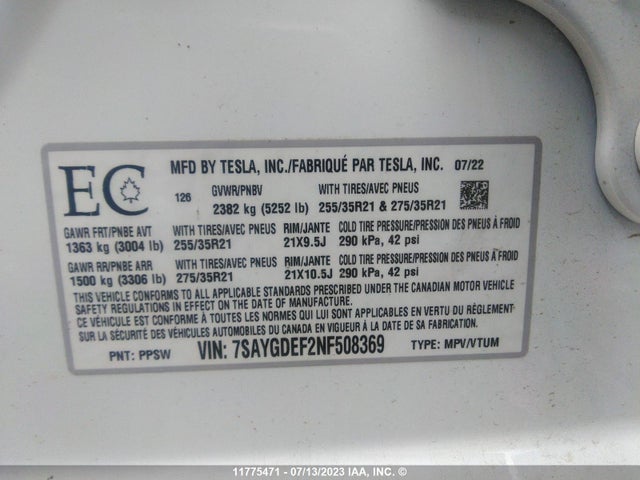 EC
MFD BY TESLA, INC./FABRIQUÉ PAR TESLA, INC. 07/22
126 GVWR/PNBV WITH TIRES/AVEC PNEUS
2382 kg (5252 lb) 255/35R21 & 275/35R21
GAWR FRT/PNBE AVT WITH TIRES/AVEC PNEUS RIM/JANTE COLD TIRE PRESSURE/PRESSION DES PNEUS À FROID
1363 kg (3004 lb) 255/35R21 21X9.5J 290 kPa, 42 psi
GAWR RR/PNBE ARR WITH TIRES/AVEC PNEUS RIM/JANTE COLD TIRE PRESSURE/PRESSION DES PNEUS À FROID
1500 kg (3306 lb) 275/35R21 21X10.5J 290 kPa, 42 psi
THIS VEHICLE CONFORMS TO ALL APPLICABLE STANDARDS PRESCRIBED UNDER THE CANADIAN MOTOR VEHICLE
SAFETY REGULATIONS IN EFFECT ON THE DATE OF MANUFACTURE.
CE VÉHICULE EST CONFORME À TOUTES LES NORMES QUI LUI SONT APPLICABLES EN VERTU DU RÈGLEMENT
SUR LA SÉCURITÉ DES VÉHICULES AUTOMOBILES DU CANADA EN VIGUEUR À LA DATE DE SA FABRICATION.
PNT: PPSW VIN: 7SAYGDEF2NF508369 TYPE: MPV/VTUM
11775471 - 07/13/2023 IAA, Inc. ©